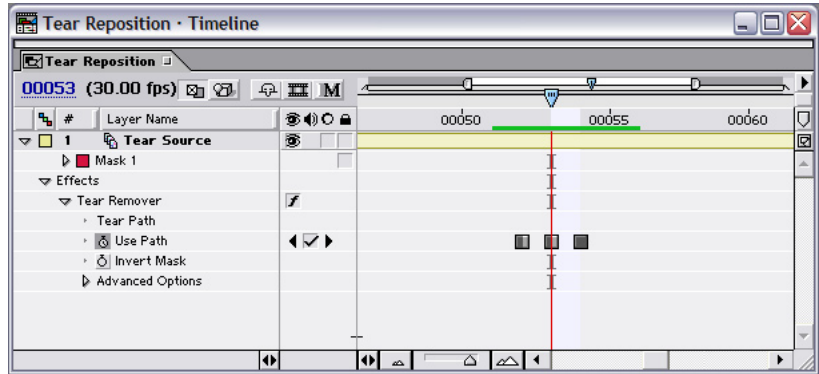 Tear Reposition · Timeline
Tear Reposition
00053 (30.00 fps) M
# Layer Name 00050 00055 00060
1 Tear Source
Mask 1
Effects
Tear Remover f
Tear Path
Use Path
Invert Mask
Advanced Options